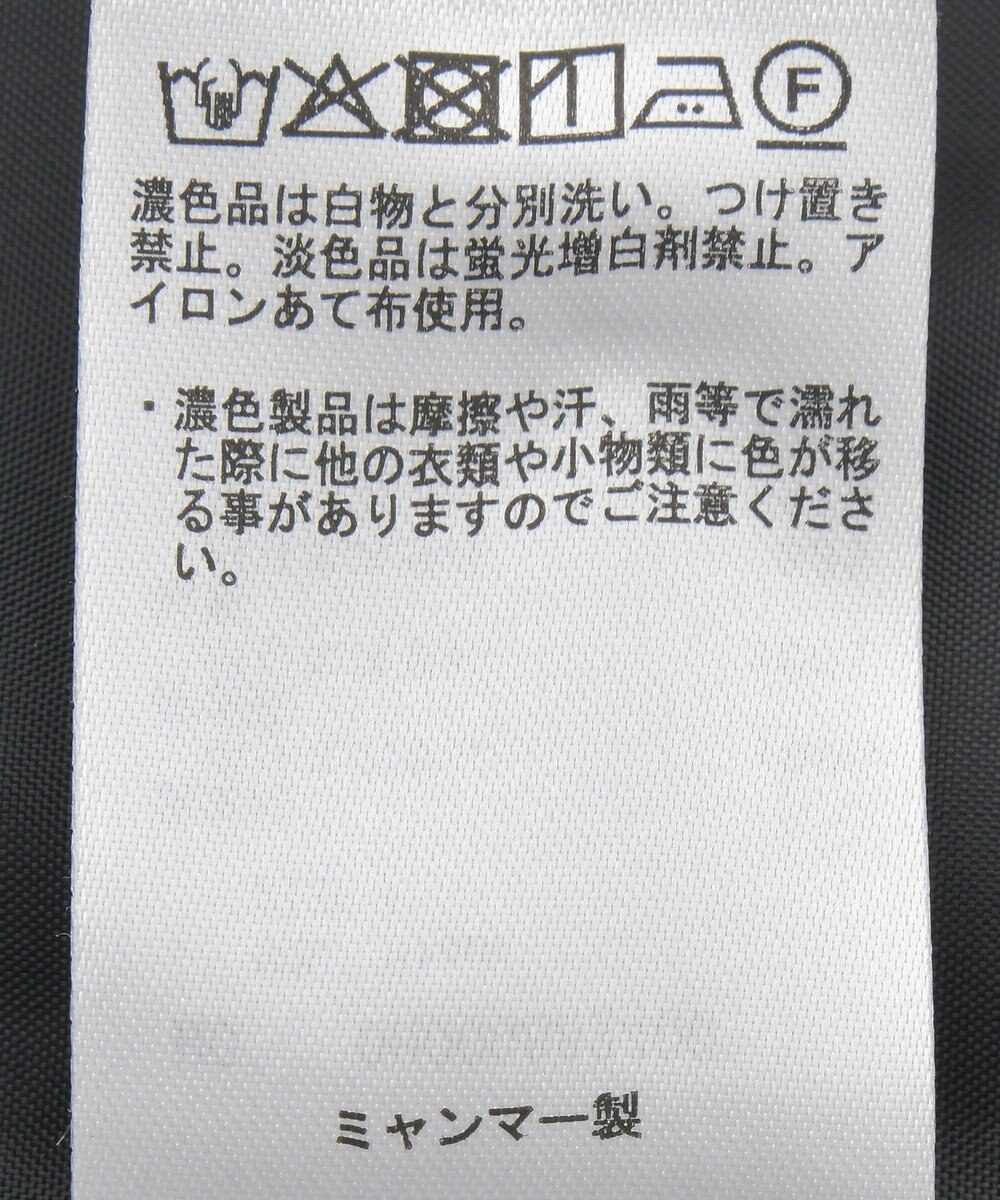 F
濃色品は白物と分別洗い。つけ置き
禁止。淡色品は蛍光増白剤禁止。ア
イロンあて布使用。
・濃色製品は摩擦や汗、雨等で濡れ
た際に他の衣類や小物類に色が移
る事がありますのでご注意くださ
い。
ミャンマー製